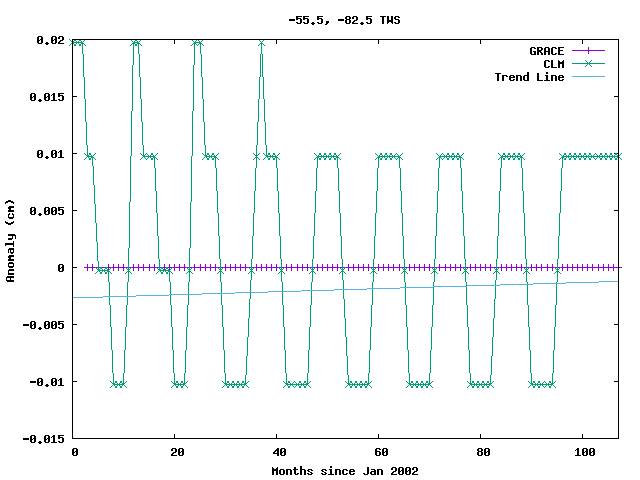 -55.5, -82.5 TWS
GRACE
CLM
Trend Line
0.02
0.015
0.01
0.005
0
-0.005
-0.01
-0.015
Anomaly (cm)
0 20 40 60 80 100
Months since Jan 2002